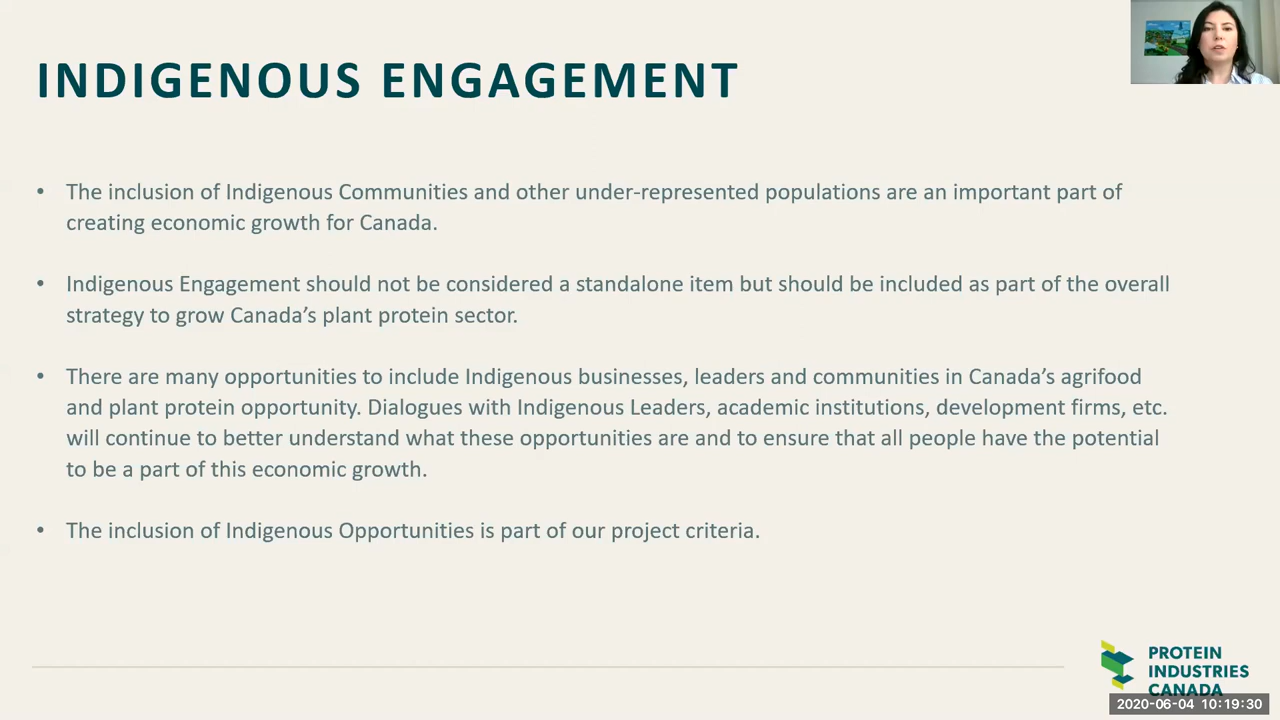 INDIGENOUS ENGAGEMENT
• The inclusion of Indigenous Communities and other under-represented populations are an important part of
creating economic growth for Canada.
• Indigenous Engagement should not be considered a standalone item but should be included as part of the overall
strategy to grow Canada’s plant protein sector.
• There are many opportunities to include Indigenous businesses, leaders and communities in Canada’s agrifood
and plant protein opportunity. Dialogues with Indigenous Leaders, academic institutions, development firms, etc.
will continue to better understand what these opportunities are and to ensure that all people have the potential
to be a part of this economic growth.
• The inclusion of Indigenous Opportunities is part of our project criteria.
PROTEIN
INDUSTRIES
CANADA
2020-06-04 10:19:30